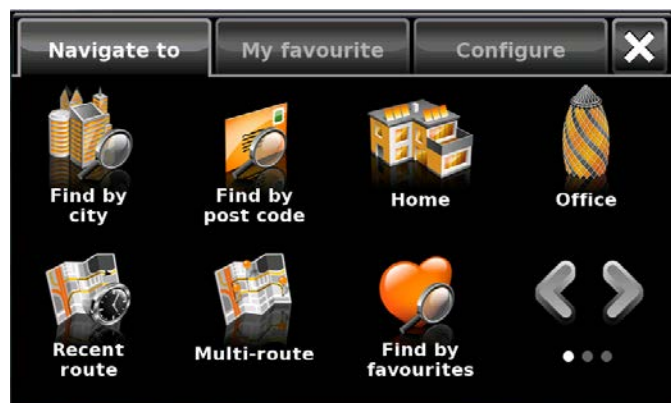 Navigate to
My favourite
Configure
Find by
city
Find by
post code
Home
Office
Recent
route
Multi-route
Find by
favourites